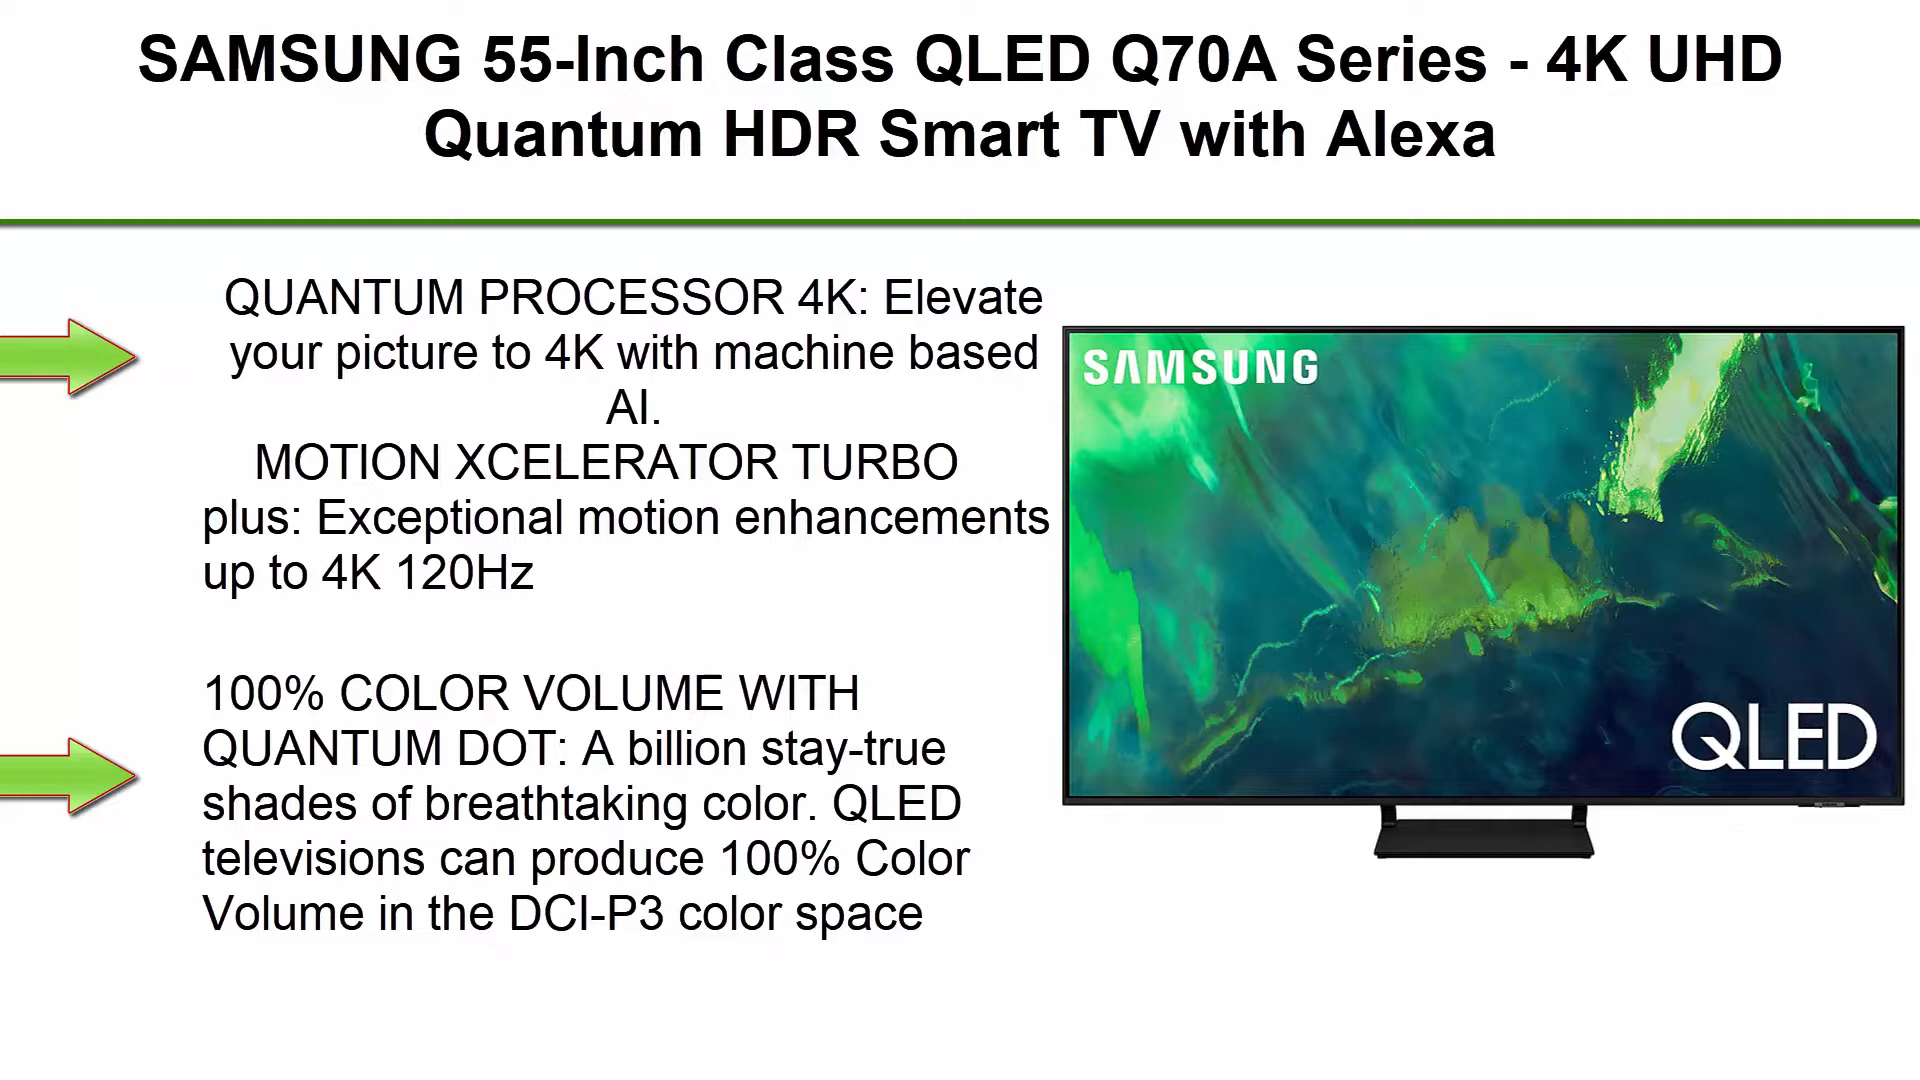 SAMSUNG 55-Inch Class QLED Q70A Series - 4K UHD
Quantum HDR Smart TV with Alexa
QUANTUM PROCESSOR 4K: Elevate
your picture to 4K with machine based
AI.
MOTION XCELERATOR TURBO
plus: Exceptional motion enhancements
up to 4K 120Hz
100% COLOR VOLUME WITH
QUANTUM DOT: A billion stay-true
shades of breathtaking color. QLED
televisions can produce 100% Color
Volume in the DCI-P3 color space
SAMSUNG
QLED